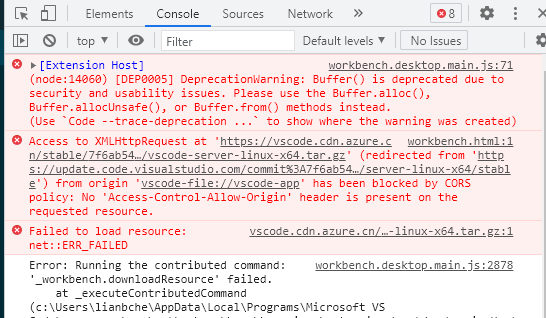 Elements Console Sources Network 8
top Filter Default levels No Issues
[Extension Host] workbench.desktop.main.js:71
(node:14060) [DEP0005] DeprecationWarning: Buffer() is deprecated due to
security and usability issues. Please use the Buffer.alloc(),
Buffer.allocUnsafe(), or Buffer.from() methods instead.
(Use `Code --trace-deprecation ...` to show where the warning was created)
Access to XMLHttpRequest at 'https://vscode.cdn.azure.c workbench.html:1
n/stable/7f6ab54…/vscode-server-linux-x64.tar.gz' (redirected from 'http
s://update.code.visualstudio.com/commit%3A7f6ab54…/server-linux-x64/stabl
e') from origin 'vscode-file://vscode-app' has been blocked by CORS
policy: No 'Access-Control-Allow-Origin' header is present on the
requested resource.
Failed to load resource: vscode.cdn.azure.cn/…-linux-x64.tar.gz:1
net::ERR_FAILED
Error: Running the contributed command: workbench.desktop.main.js:2878
'_workbench.downloadResource' failed.
at _executeContributedCommand
(c:\Users\lianbche\AppData\Local\Programs\Microsoft VS